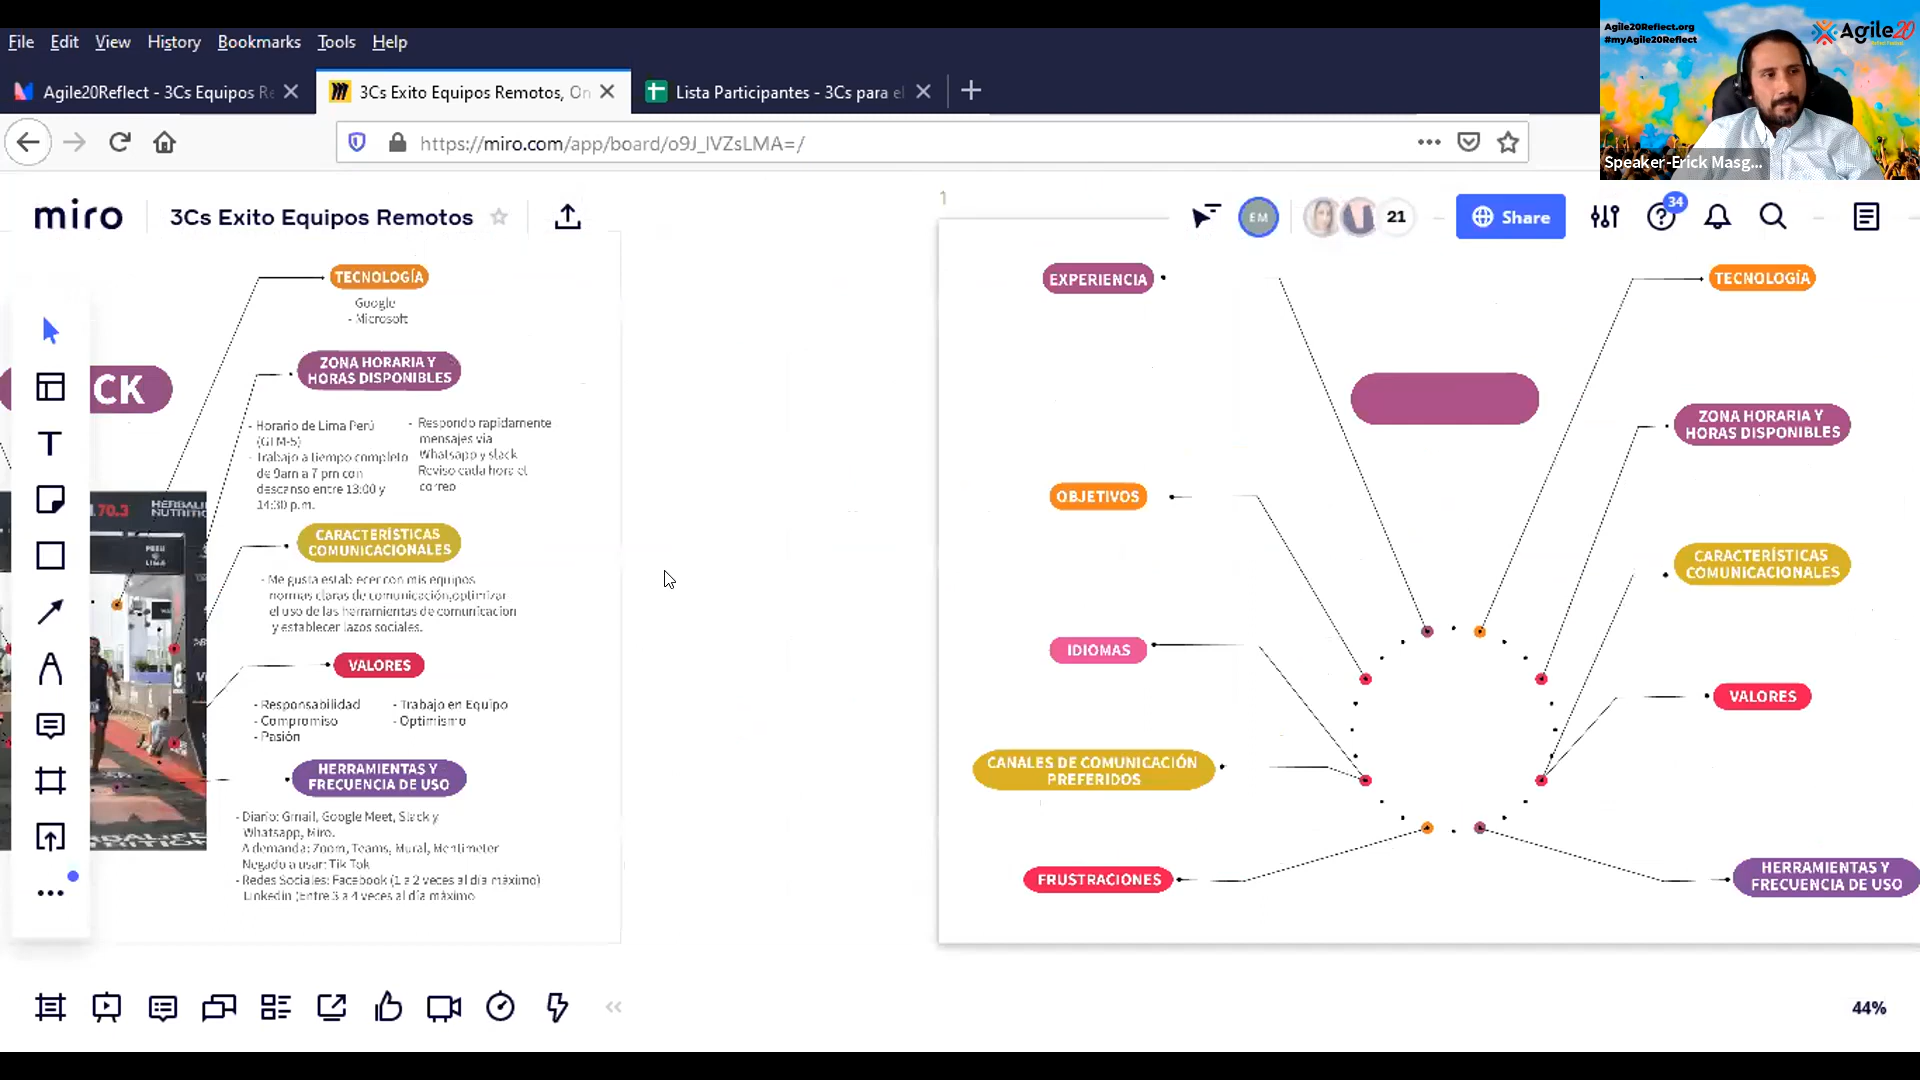 File Edit View History Bookmarks Tools Help
Agile20Reflect - 3Cs Equipos Re
3Cs Exito Equipos Remotos, On
Lista Participantes - 3Cs para el
https://miro.com/app/board/o9J_lVZsLMA=/
Agile20Reflect.org
#myAgile20Reflect
Agile20
Speaker-Erick Masg...
miro
3Cs Exito Equipos Remotos
EM
21
Share
34
CK
70.3
HERBALIFE
NUTRITION
TECNOLOGÍA
Google
- Microsoft
ZONA HORARIA Y
HORAS DISPONIBLES
- Horario de Lima Perú
(GTM-5)
- Trabajo a tiempo completo
de 9am a 7 pm con
descanso entre 13:00 y
14:30 p.m.
- Respondo rapidamente
mensajes via
Whatsapp y slack
Reviso cada hora el
correo
CARACTERÍSTICAS
COMUNICACIONALES
- Me gusta establecer con mis equipos
normas claras de comunicación,optimizar
el uso de las herramientas de comunicacion
y establecer lazos sociales.
VALORES
- Responsabilidad
- Compromiso
- Pasión
- Trabajo en Equipo
- Optimismo
HERRAMIENTAS Y
FRECUENCIA DE USO
- Diario: Gmail, Google Meet, Slack y
Whatsapp, Miro.
A demanda: Zoom, Teams, Mural, Mentimeter
Negado a usar: Tik Tok
- Redes Sociales: Facebook (1 a 2 veces al día máximo)
Linkedin (Entre 3 a 4 veces al día máximo
1
EXPERIENCIA
OBJETIVOS
IDIOMAS
CANALES DE COMUNICACIÓN
PREFERIDOS
FRUSTRACIONES
TECNOLOGÍA
ZONA HORARIA Y
HORAS DISPONIBLES
CARACTERÍSTICAS
COMUNICACIONALES
VALORES
HERRAMIENTAS Y
FRECUENCIA DE USO
44%